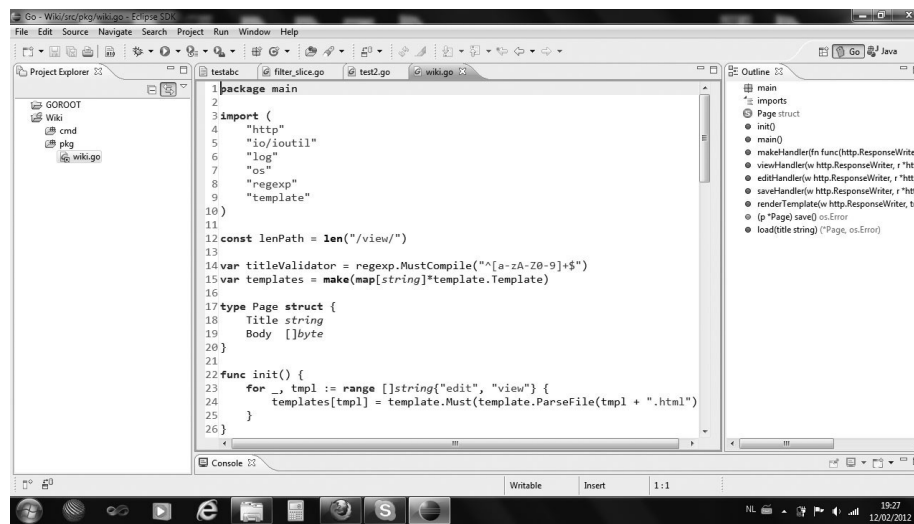 Go - Wiki/src/pkg/wiki.go - Eclipse SDK
File Edit Source Navigate Search Project Run Window Help
Go Java
Project Explorer
GOROOT
Wiki
cmd
pkg
wiki.go
testabc filter_slice.go test2.go wiki.go
1 package main
2
3 import (
4 "http"
5 "io/ioutil"
6 "log"
7 "os"
8 "regexp"
9 "template"
10 )
11
12 const lenPath = len("/view/")
13
14 var titleValidator = regexp.MustCompile("^[a-zA-Z0-9]+$")
15 var templates = make(map[string]*template.Template)
16
17 type Page struct {
18 Title string
19 Body []byte
20 }
21
22 func init() {
23 for _, tmpl := range []string{"edit", "view"} {
24 templates[tmpl] = template.Must(template.ParseFile(tmpl + ".html")
25 }
26 }
Outline
main
imports
Page struct
init()
main()
makeHandler(fn func(http.ResponseWrite
viewHandler(w http.ResponseWriter, r *htt
editHandler(w http.ResponseWriter, r *htt
saveHandler(w http.ResponseWriter, r *htt
renderTemplate(w http.ResponseWriter, t
(p *Page) save() os.Error
load(title string) (*Page, os.Error)
Console
Writable Insert 1:1
NL 19:27
12/02/2012